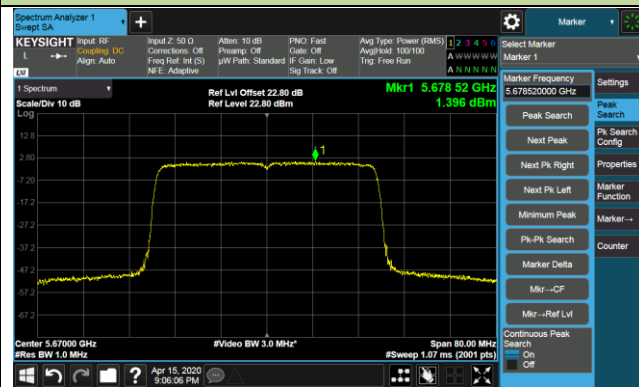 Spectrum Analyzer 1
Swept SA
Marker
KEYSIGHT
L
LXI
Input: RF
Coupling: DC
Align: Auto
Input Z: 50 Ω
Corrections: Off
Freq Ref: Int (S)
NFE: Adaptive
Atten: 10 dB
Preamp: Off
µW Path: Standard
PNO: Fast
Gate: Off
IF Gain: Low
Sig Track: Off
Avg Type: Power (RMS)
Avg|Hold: 100/100
Trig: Free Run
1 2 3 4 5 6
A W W W W W
A N N N N N
Select Marker
Marker 1
1 Spectrum
Scale/Div 10 dB
Log
Ref Lvl Offset 22.80 dB
Ref Level 22.80 dBm
Mkr1 5.678 52 GHz
1.396 dBm
12.8
2.80
-7.20
-17.2
-27.2
-37.2
-47.2
-57.2
-67.2
1
Center 5.67000 GHz
#Res BW 1.0 MHz
#Video BW 3.0 MHz*
Span 80.00 MHz
#Sweep 1.07 ms (2001 pts)
Marker Frequency
5.678520000 GHz
Peak Search
Next Peak
Next Pk Right
Next Pk Left
Minimum Peak
Pk-Pk Search
Marker Delta
Mkr→CF
Mkr→Ref Lvl
Continuous Peak
Search
On
Off
Settings
Peak
Search
Pk Search
Config
Properties
Marker
Function
Marker→
Counter
?
Apr 15, 2020
9:06:06 PM